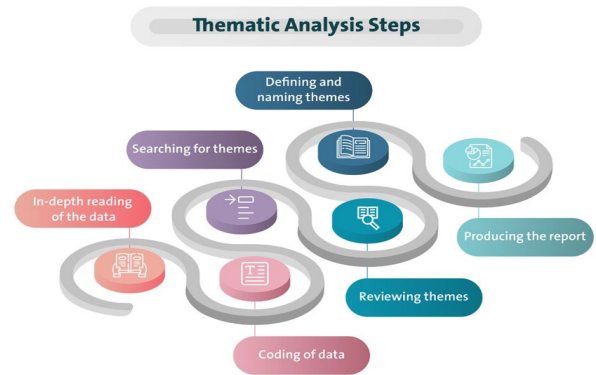 Thematic Analysis Steps
Defining and
naming themes
Searching for themes
In-depth reading
of the data
Producing the report
Reviewing themes
Coding of data